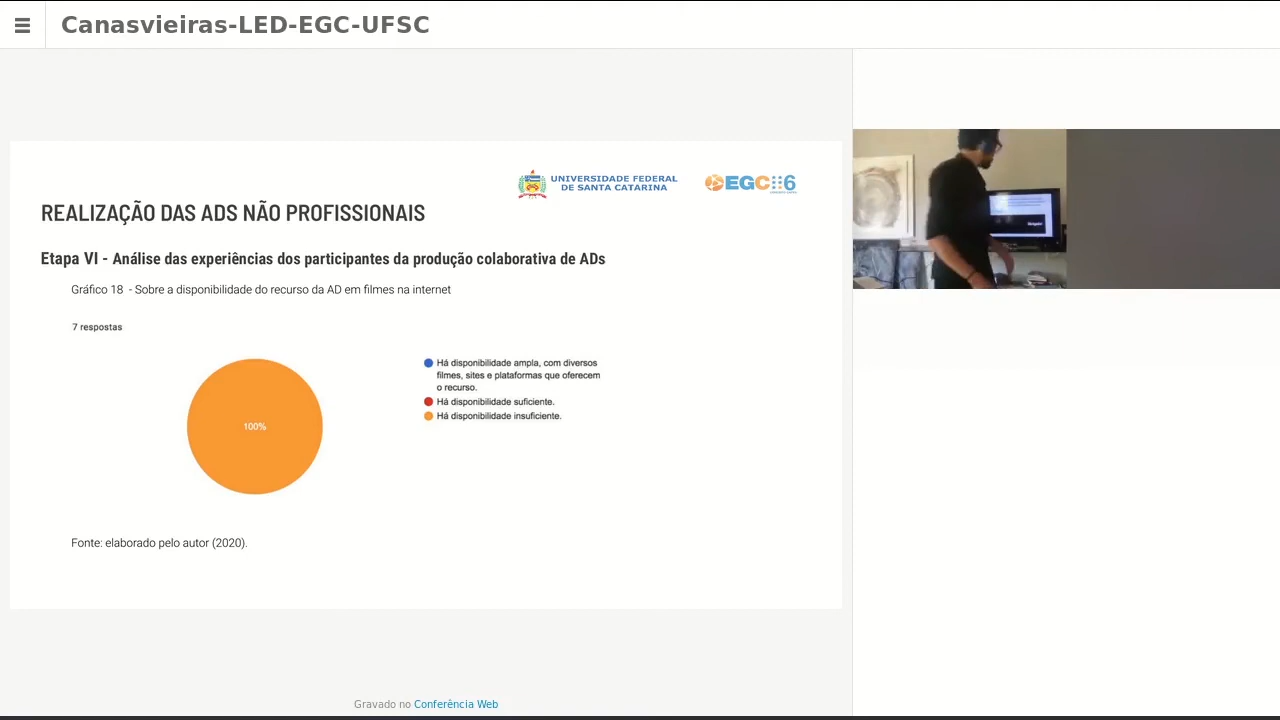 Canasvieiras-LED-EGC-UFSC
UNIVERSIDADE FEDERAL
DE SANTA CATARINA
EGC
6
REALIZAÇÃO DAS ADS NÃO PROFISSIONAIS
Etapa VI - Análise das experiências dos participantes da produção colaborativa de ADs
Gráfico 18 - Sobre a disponibilidade do recurso da AD em filmes na internet
7 respostas
Há disponibilidade ampla, com diversos
filmes, sites e plataformas que oferecem
o recurso.
Há disponibilidade suficiente.
Há disponibilidade insuficiente.
100%
Fonte: elaborado pelo autor (2020).
Gravado no Conferência Web